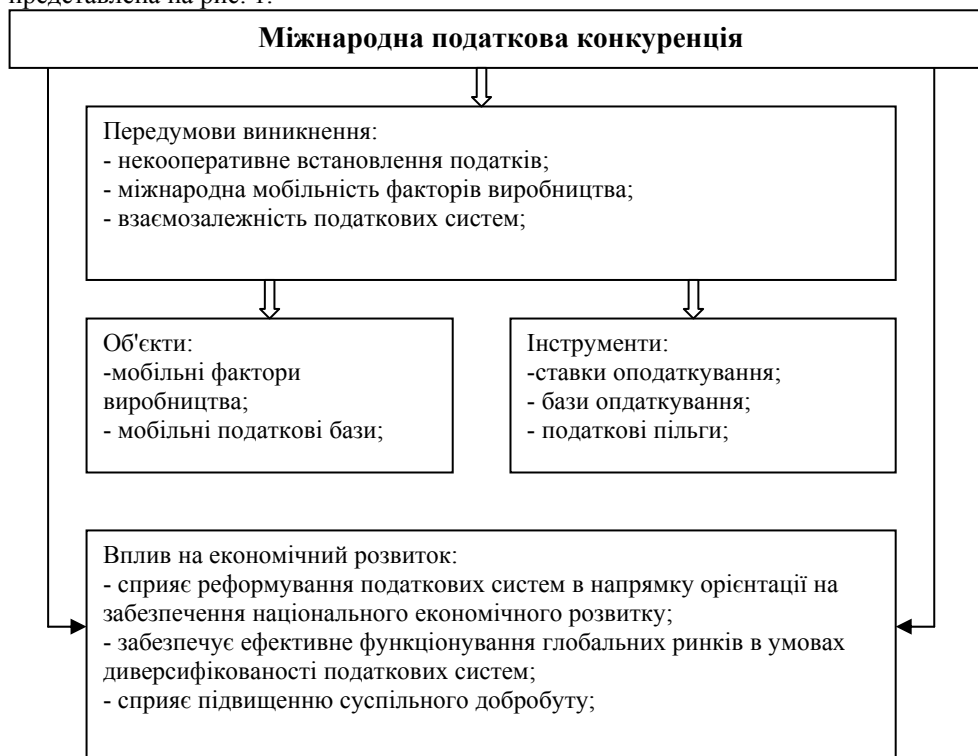 представлена на рис. 1.
Міжнародна податкова конкуренція
Передумови виникнення:
- некооперативне встановлення податків;
- міжнародна мобільність факторів виробництва;
- взаємозалежність податкових систем;
Об'єкти:
-мобільні фактори
виробництва;
- мобільні податкові бази;
Інструменти:
-ставки оподаткування;
- бази опдаткування;
- податкові пільги;
Вплив на економічний розвиток:
- сприяє реформування податкових систем в напрямку орієнтації на
забезпечення національного економічного розвитку;
- забезпечує ефективне функціонування глобальних ринків в умовах
диверсифікованості податкових систем;
- сприяє підвищенню суспільного добробуту;